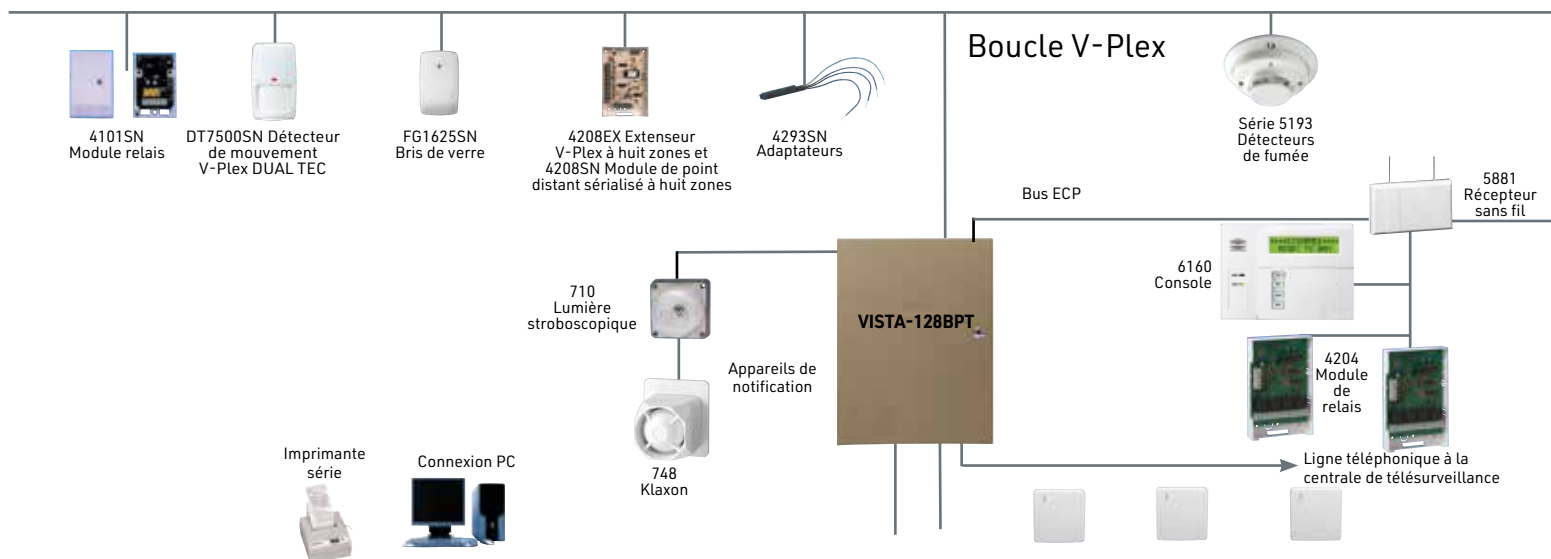 Boucle V-Plex
4101SN
Module relais
DT7500SN Détecteur
de mouvement
V-Plex DUAL TEC
FG1625SN
Bris de verre
4208EX Extenseur
V-Plex à huit zones et
4208SN Module de point
distant sérialisé à huit zones
4293SN
Adaptateurs
Série 5193
Détecteurs
de fumée
Bus ECP
5881
Récepteur
sans fil
6160
Console
710
Lumière
stroboscopique
VISTA-128BPT
Appareils de
notification
4204
Module
de
relais
748
Klaxon
Imprimante
série
Connexion PC
Ligne téléphonique à la
centrale de télésurveillance